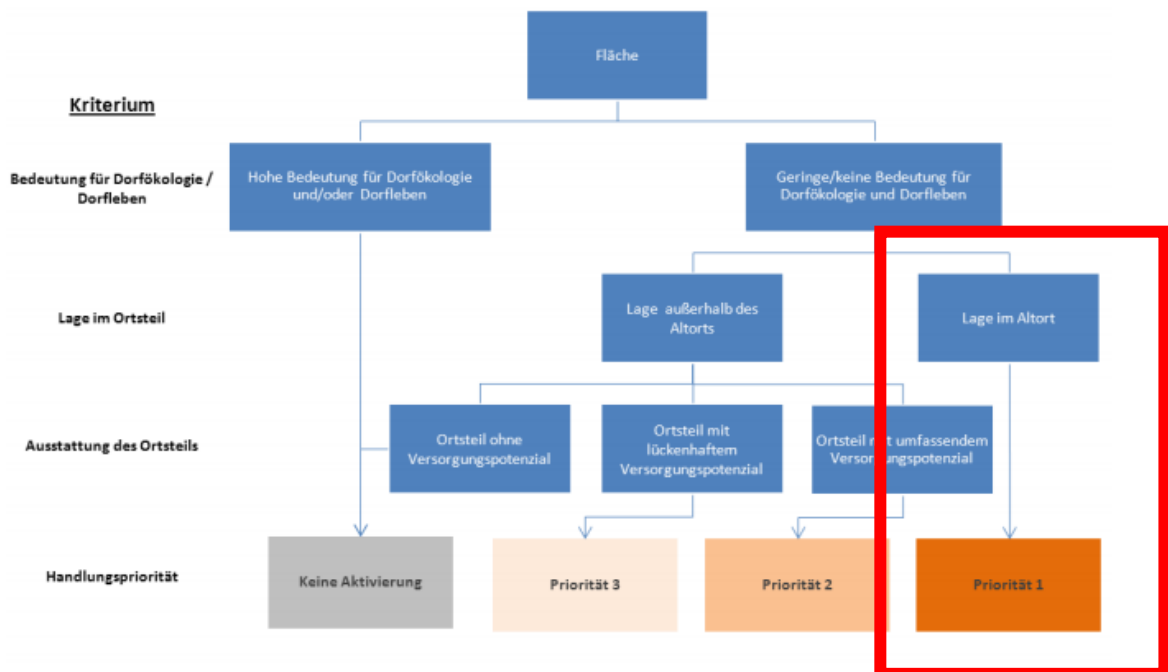 Fläche
Kriterium
Bedeutung für Dorfökologie /
Dorfleben
Hohe Bedeutung für Dorfökologie
und/oder Dorfleben
Geringe/keine Bedeutung für
Dorfökologie und Dorfleben
Lage im Ortsteil
Lage außerhalb des
Altorts
Lage im Altort
Ausstattung des Ortsteils
Ortsteil ohne
Versorgungspotenzial
Ortsteil mit
lückenhaftem
Versorgungspotenzial
Ortsteil mit umfassendem
Versorgungspotenzial
Handlungspriorität
Keine Aktivierung
Priorität 3
Priorität 2
Priorität 1